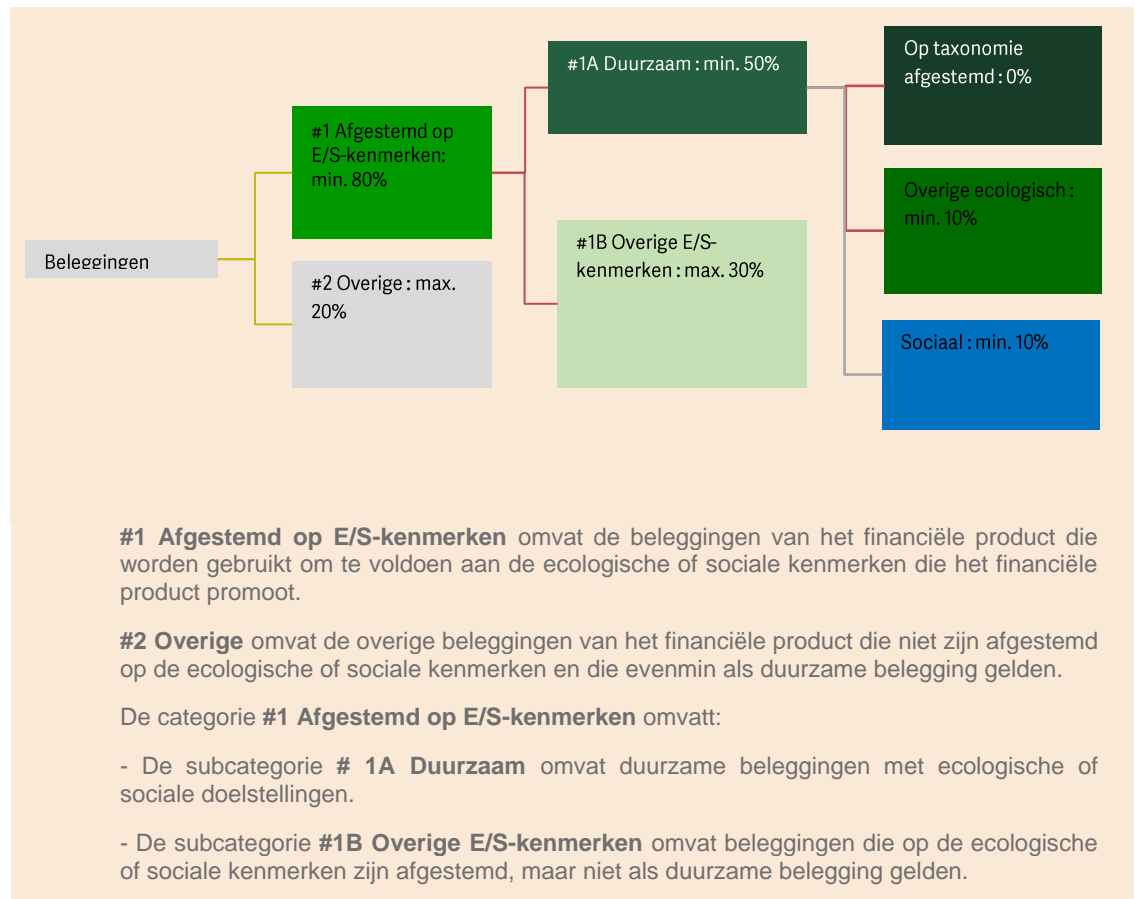 Beleggingen
#1 Afgestemd op
E/S-kenmerken:
min. 80%
#2 Overige : max.
20%
#1A Duurzaam : min. 50%
#1B Overige E/S-
kenmerken : max. 30%
Op taxonomie
afgestemd : 0%
Overige ecologisch :
min. 10%
Sociaal : min. 10%
#1 Afgestemd op E/S-kenmerken omvat de beleggingen van het financiële product die
worden gebruikt om te voldoen aan de ecologische of sociale kenmerken die het financiële
product promoot.
#2 Overige omvat de overige beleggingen van het financiële product die niet zijn afgestemd
op de ecologische of sociale kenmerken en die evenmin als duurzame belegging gelden.
De categorie #1 Afgestemd op E/S-kenmerken omvatt:
- De subcategorie # 1A Duurzaam omvat duurzame beleggingen met ecologische of
sociale doelstellingen.
- De subcategorie #1B Overige E/S-kenmerken omvat beleggingen die op de ecologische
of sociale kenmerken zijn afgestemd, maar niet als duurzame belegging gelden.